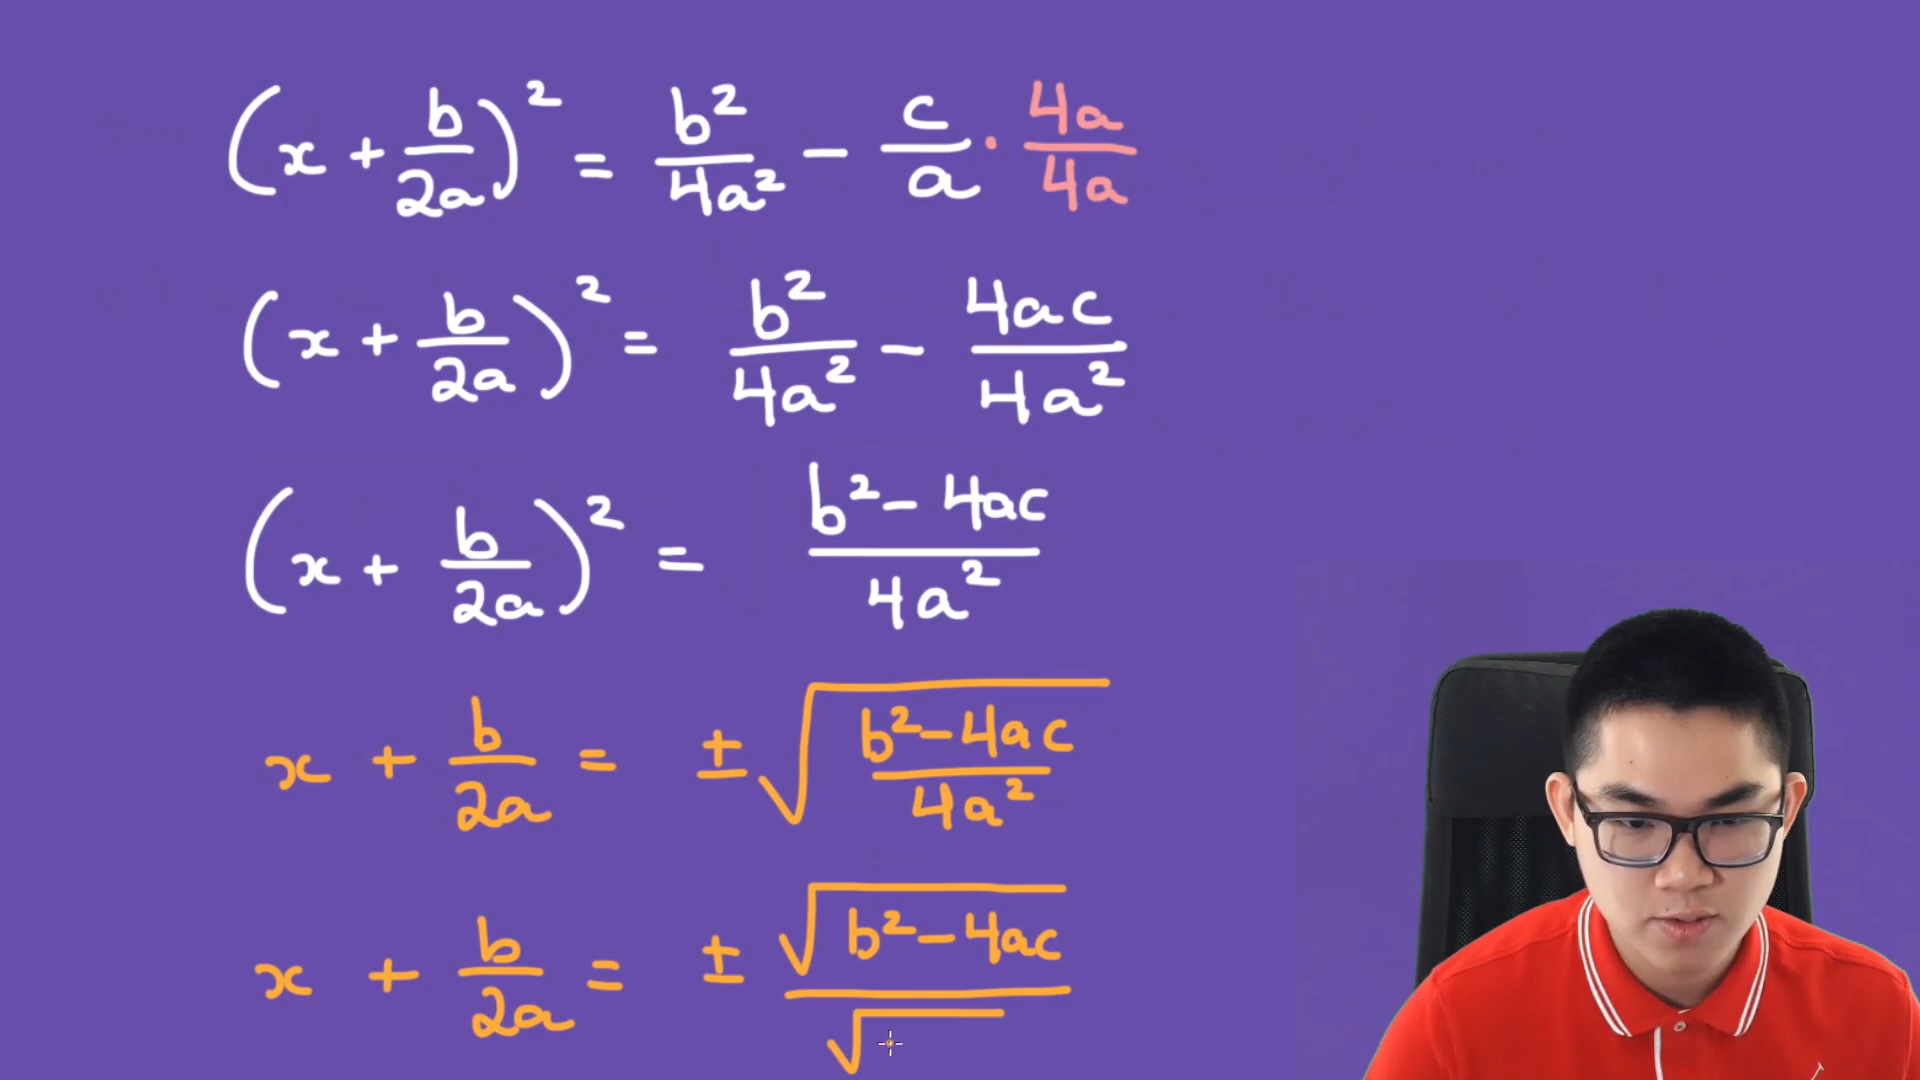 (x + b/2a)² = b²/4a² − c/a · 4a/4a
(x + b/2a)² = b²/4a² − 4ac/4a²
(x + b/2a)² = (b² − 4ac)/4a²
x + b/2a = ±√((b² − 4ac)/4a²)
x + b/2a = ± √(b² − 4ac)/√